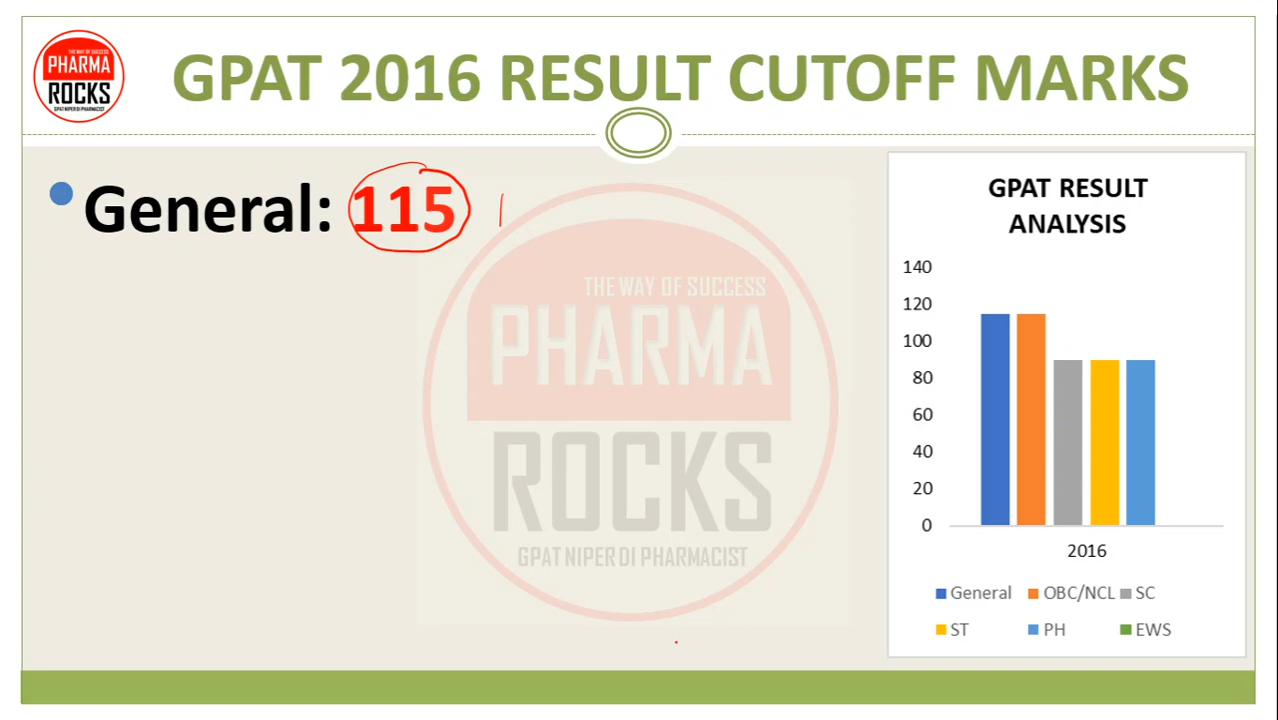 THE WAY OF SUCCESS
PHARMA
ROCKS
GPAT NIPER DI PHARMACIST
GPAT 2016 RESULT CUTOFF MARKS
General: 115
THE WAY OF SUCCESS
PHARMA
ROCKS
GPAT NIPER DI PHARMACIST
GPAT RESULT
ANALYSIS
140
120
100
80
60
40
20
0
2016
General OBC/NCL SC
ST PH EWS